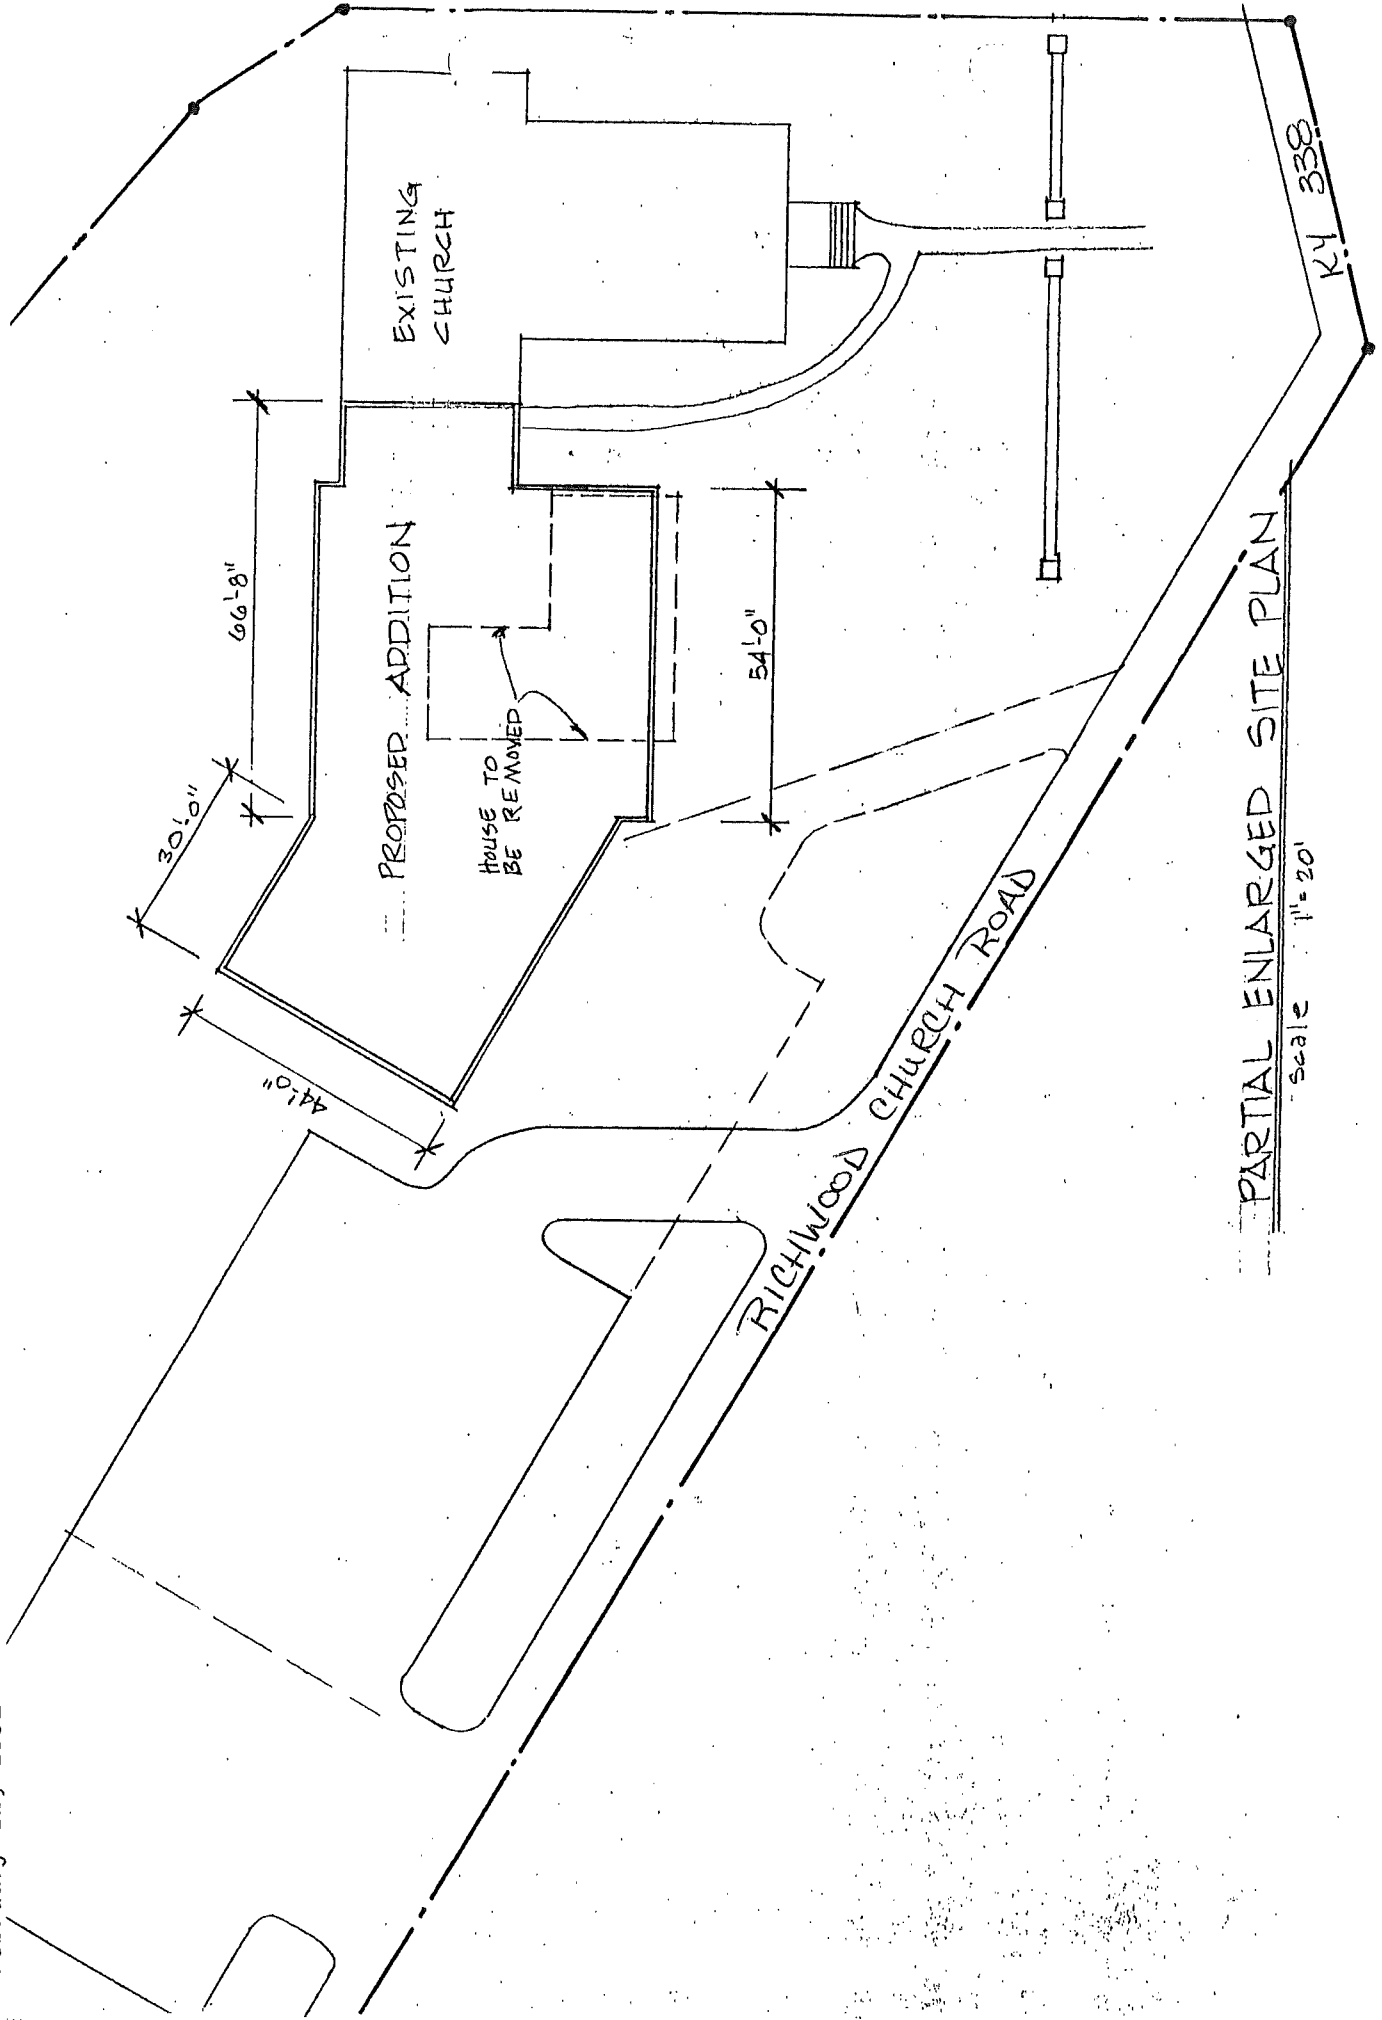 EXISTING
CHURCH
66'-8"
30'-0"
PROPOSED ADDITION
HOUSE TO
BE REMOVED
54'-0"
44'-0"
KY 338
RICHWOOD CHURCH ROAD
PARTIAL ENLARGED SITE PLAN
Scale 1"=20'